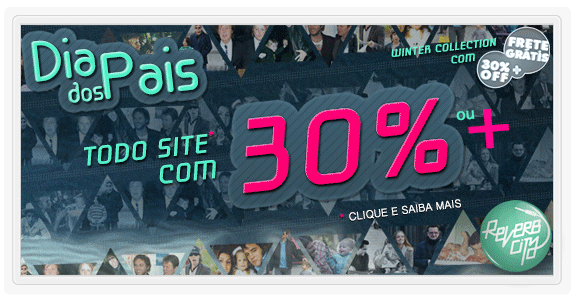 Dia dos Pais
WINTER COLLECTION
COM
FRETE
GRÁTIS
30% +
OFF
TODO SITE*
COM
30%
ou +
* CLIQUE E SAIBA MAIS
REVERB
CITY